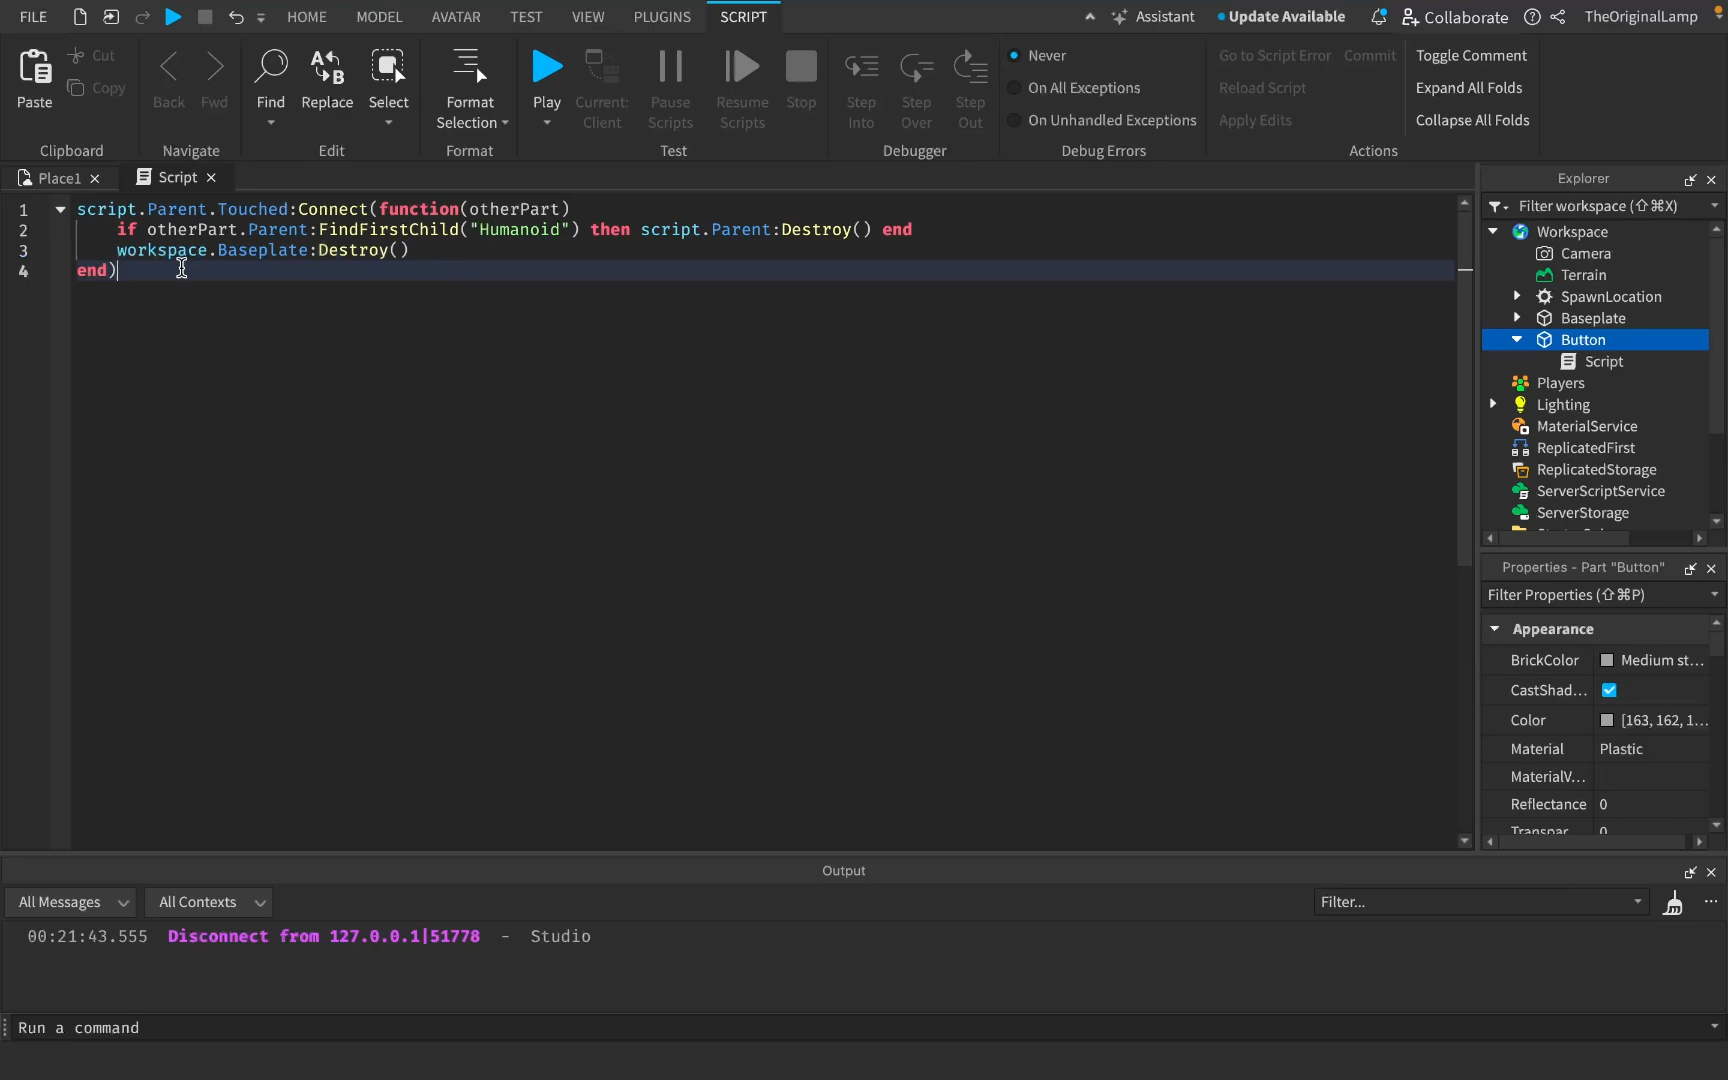 FILE HOME MODEL AVATAR TEST VIEW PLUGINS SCRIPT Assistant Update Available Collaborate TheOriginalLamp
Paste Cut Copy
Clipboard
Back Fwd
Navigate
Find Replace Select
Edit
Format Selection
Format
Play Current: Client Pause Scripts Resume Scripts Stop
Test
Step Into Step Over Step Out
Debugger
Never
On All Exceptions
On Unhandled Exceptions
Debug Errors
Go to Script Error Commit Toggle Comment
Reload Script Expand All Folds
Apply Edits Collapse All Folds
Actions
Place1 Script
1 script.Parent.Touched:Connect(function(otherPart)
2 if otherPart.Parent:FindFirstChild("Humanoid") then script.Parent:Destroy() end
3 workspace.Baseplate:Destroy()
4 end)
Explorer
Filter workspace (⇧⌘X)
Workspace
Camera
Terrain
SpawnLocation
Baseplate
Button
Script
Players
Lighting
MaterialService
ReplicatedFirst
ReplicatedStorage
ServerScriptService
ServerStorage
Properties - Part "Button"
Filter Properties (⇧⌘P)
Appearance
BrickColor Medium st...
CastShad...
Color [163, 162, 1...
Material Plastic
MaterialV...
Reflectance 0
Transpar 0
Output
All Messages All Contexts Filter...
00:21:43.555 Disconnect from 127.0.0.1|51778 - Studio
Run a command